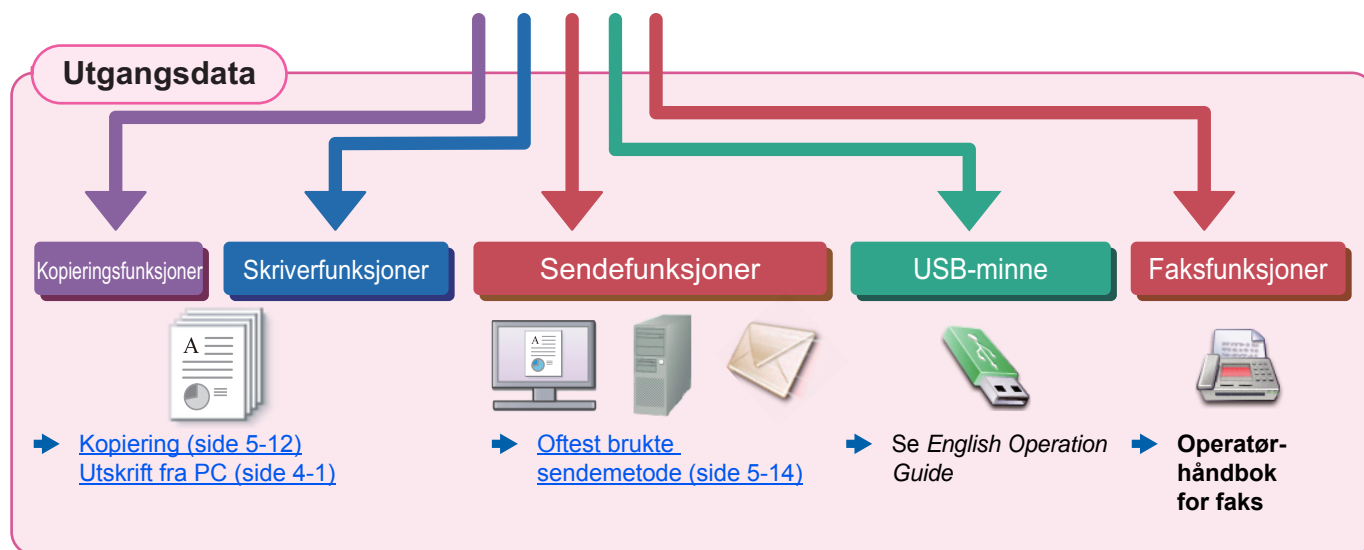 Utgangsdata
Kopieringsfunksjoner
Skriverfunksjoner
Sendefunksjoner
USB-minne
Faksfunksjoner
A
A
Kopiering (side 5-12)
Utskrift fra PC (side 4-1)
Oftest brukte
sendemetode (side 5-14)
Se English Operation
Guide
Operatør-
håndbok
for faks